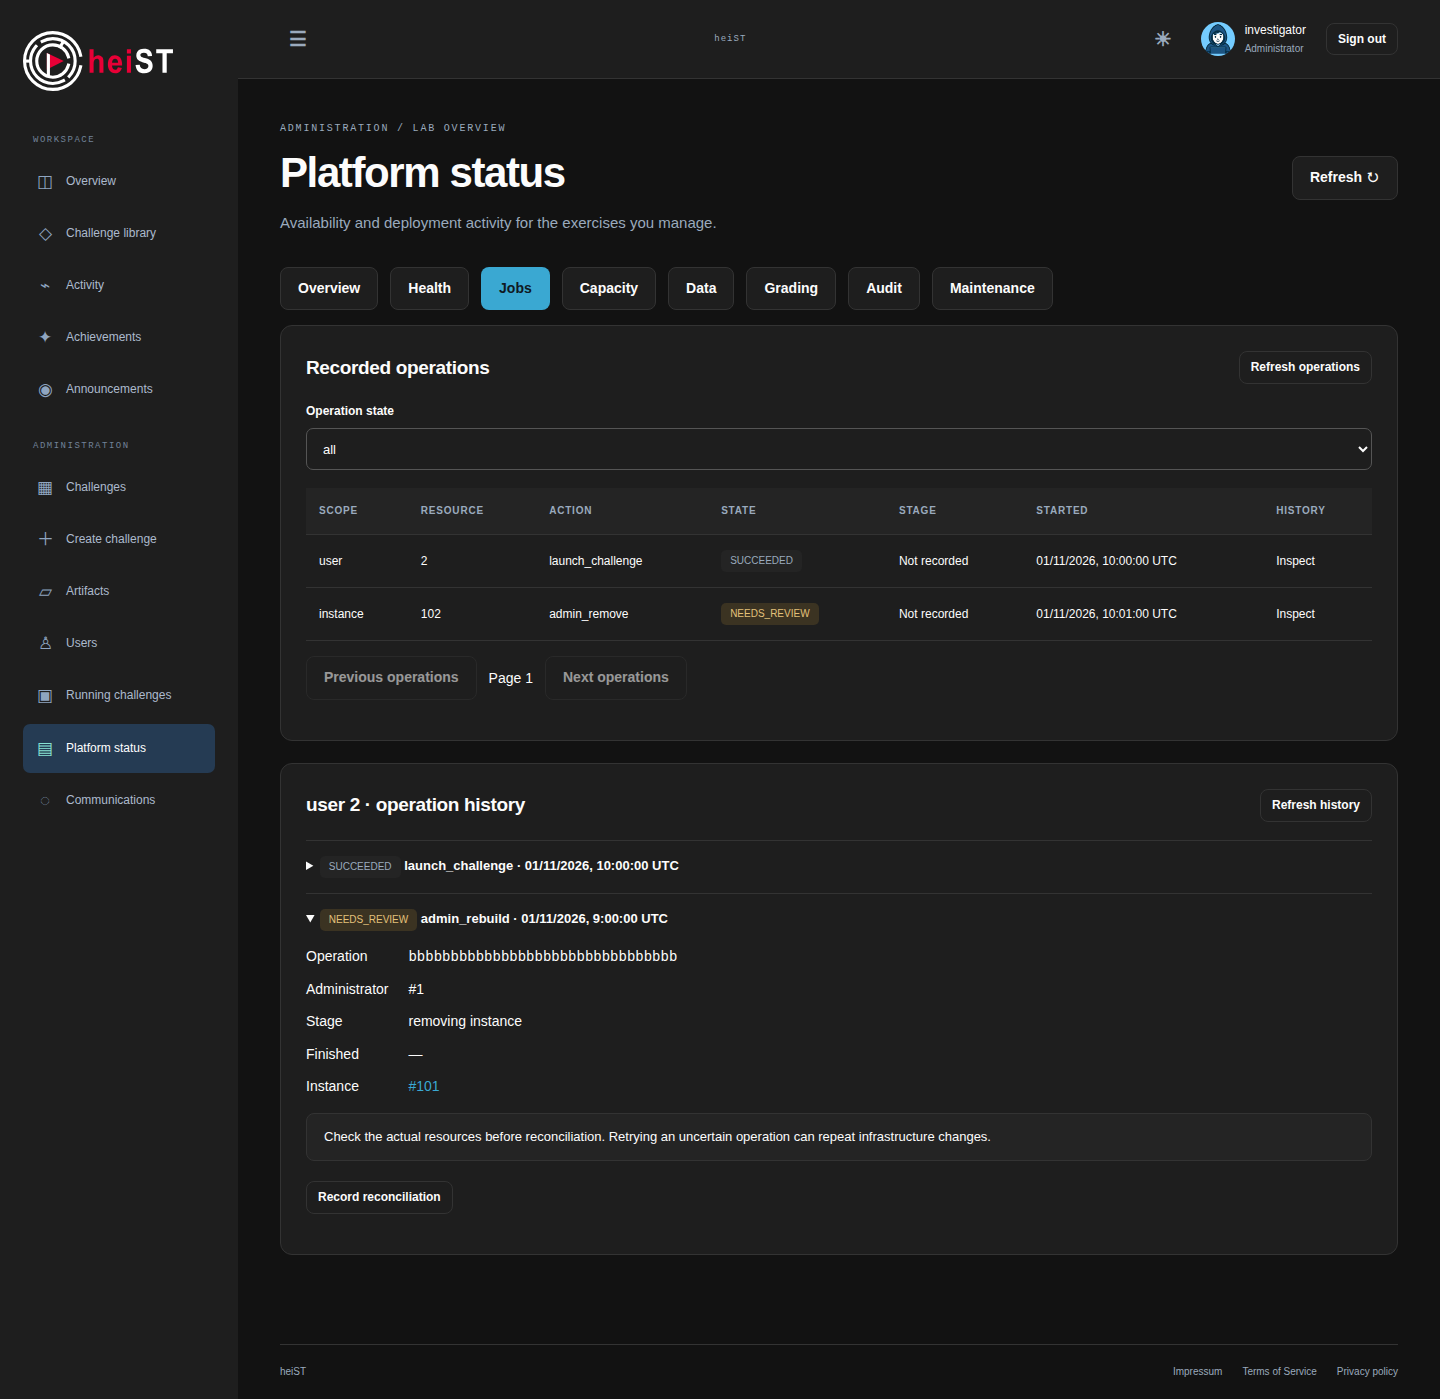 heiST
WORKSPACE
Overview
Challenge library
Activity
Achievements
Announcements
ADMINISTRATION
Challenges
Create challenge
Artifacts
Users
Running challenges
Platform status
Communications
heiST
investigator
Administrator
Sign out
ADMINISTRATION / LAB OVERVIEW
Platform status
Refresh ↻
Availability and deployment activity for the exercises you manage.
Overview Health Jobs Capacity Data Grading Audit Maintenance
Recorded operations
Refresh operations
Operation state
all
SCOPE RESOURCE ACTION STATE STAGE STARTED HISTORY
user 2 launch_challenge SUCCEEDED Not recorded 01/11/2026, 10:00:00 UTC Inspect
instance 102 admin_remove NEEDS_REVIEW Not recorded 01/11/2026, 10:01:00 UTC Inspect
Previous operations Page 1 Next operations
user 2 · operation history
Refresh history
SUCCEEDED launch_challenge · 01/11/2026, 10:00:00 UTC
NEEDS_REVIEW admin_rebuild · 01/11/2026, 9:00:00 UTC
Operation bbbbbbbbbbbbbbbbbbbbbbbbbbbbbbbb
Administrator #1
Stage removing instance
Finished —
Instance #101
Check the actual resources before reconciliation. Retrying an uncertain operation can repeat infrastructure changes.
Record reconciliation
heiST
Impressum Terms of Service Privacy policy